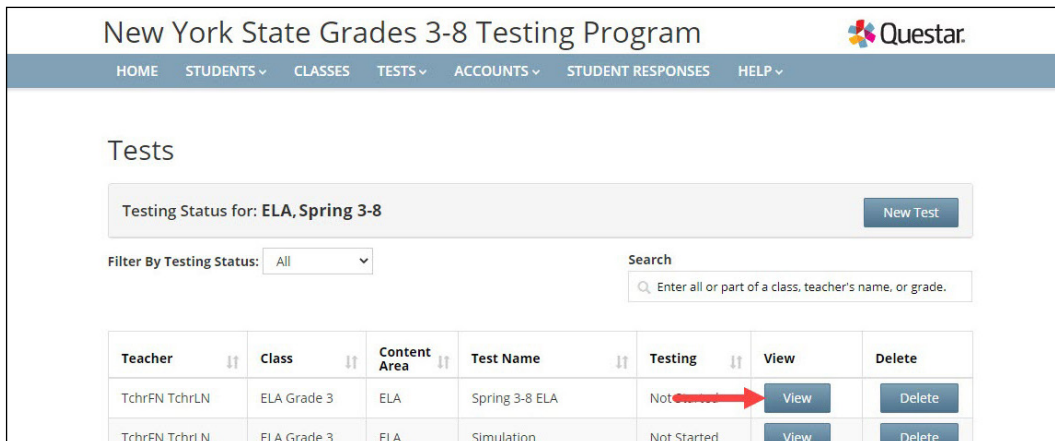 New York State Grades 3-8 Testing Program
Questar
HOME STUDENTS CLASSES TESTS ACCOUNTS STUDENT RESPONSES HELP
Tests
Testing Status for: ELA, Spring 3-8 New Test
Filter By Testing Status: All
Search
Enter all or part of a class, teacher's name, or grade.
Teacher Class Content Area Test Name Testing View Delete
TchrFN TchrLN ELA Grade 3 ELA Spring 3-8 ELA Not Started View Delete
TchrFN TchrLN ELA Grade 3 ELA Simulation Not Started View Delete